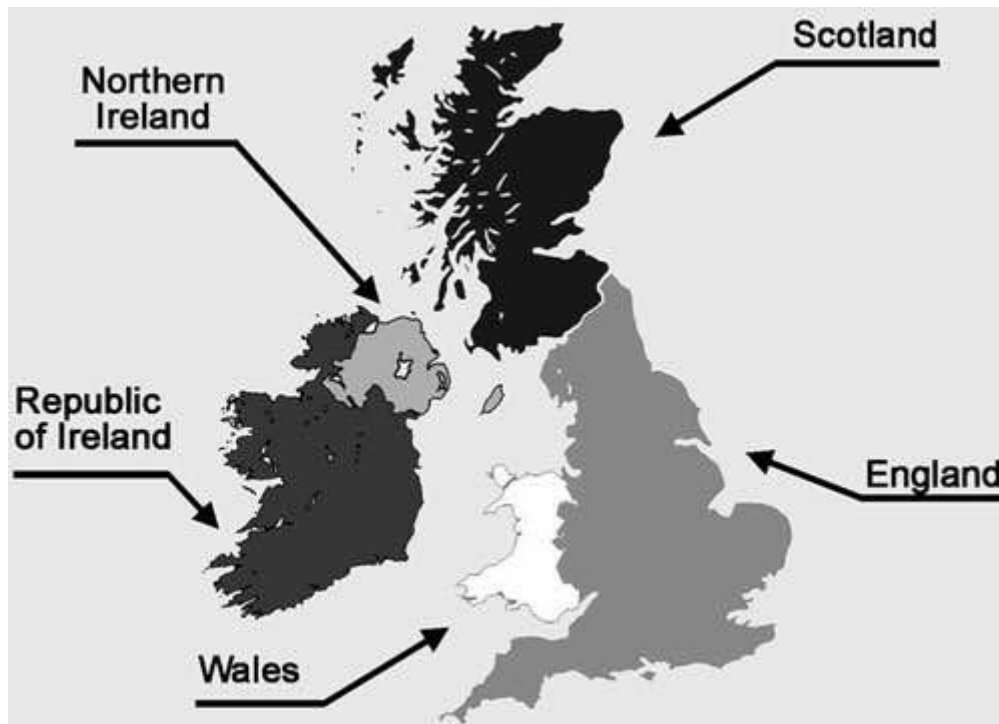 Scotland
Northern
Ireland
Republic
of Ireland
England
Wales